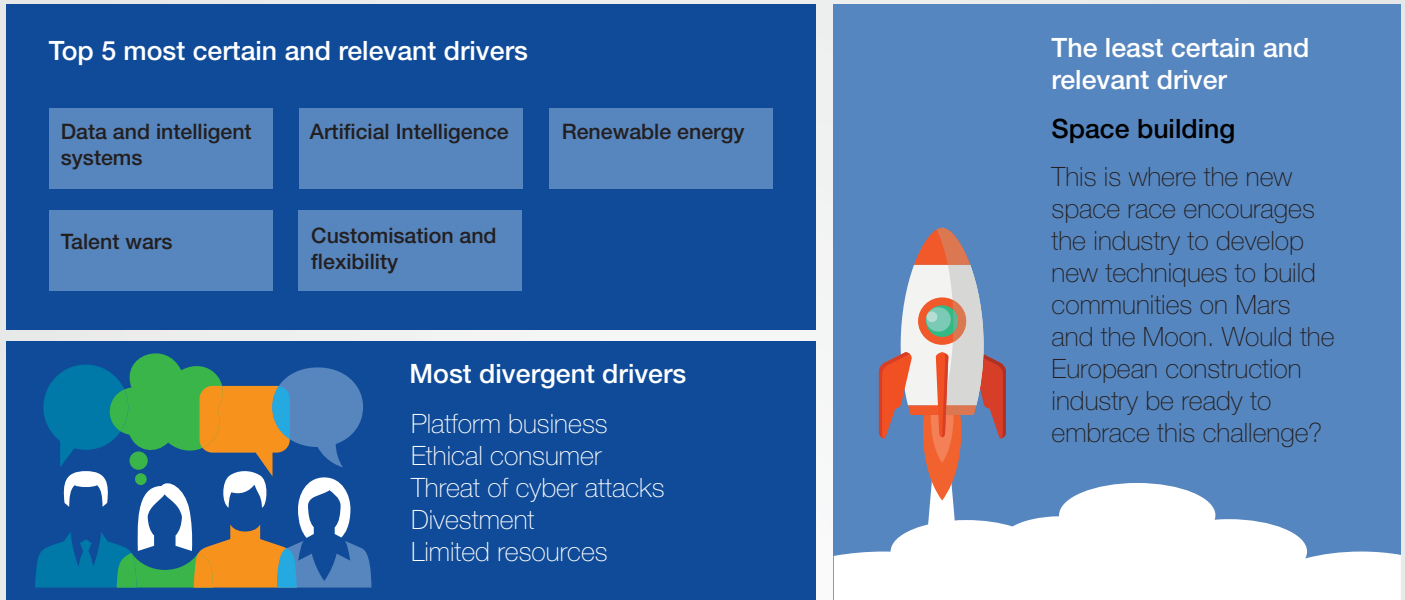 Top 5 most certain and relevant drivers
Data and intelligent
systems
Artificial Intelligence
Renewable energy
Talent wars
Customisation and
flexibility
Most divergent drivers
Platform business
Ethical consumer
Threat of cyber attacks
Divestment
Limited resources
The least certain and
relevant driver
Space building
This is where the new
space race encourages
the industry to develop
new techniques to build
communities on Mars
and the Moon. Would the
European construction
industry be ready to
embrace this challenge?